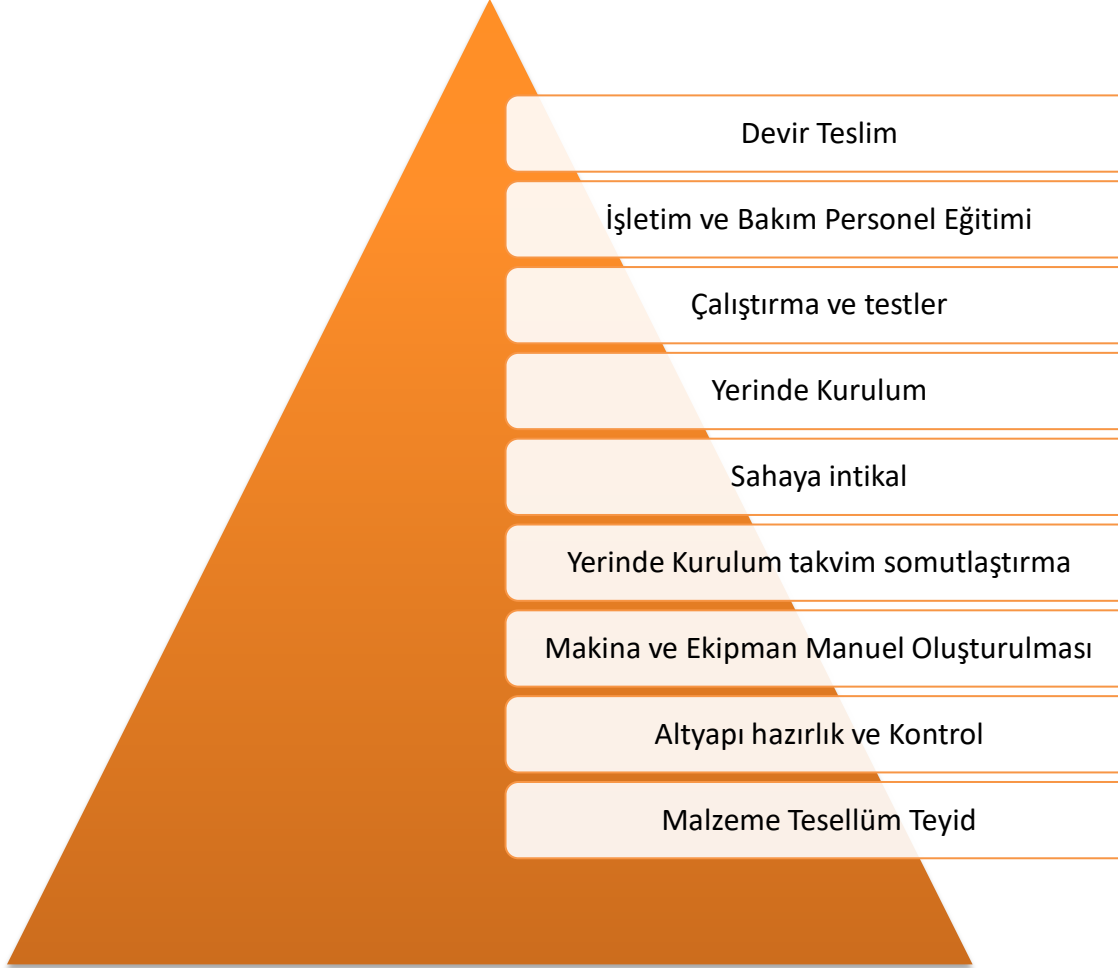 Devir Teslim
İşletim ve Bakım Personel Eğitimi
Çalıştırma ve testler
Yerinde Kurulum
Sahaya intikal
Yerinde Kurulum takvim somutlaştırma
Makina ve Ekipman Manuel Oluşturulması
Altyapı hazırlık ve Kontrol
Malzeme Tesellüm Teyid